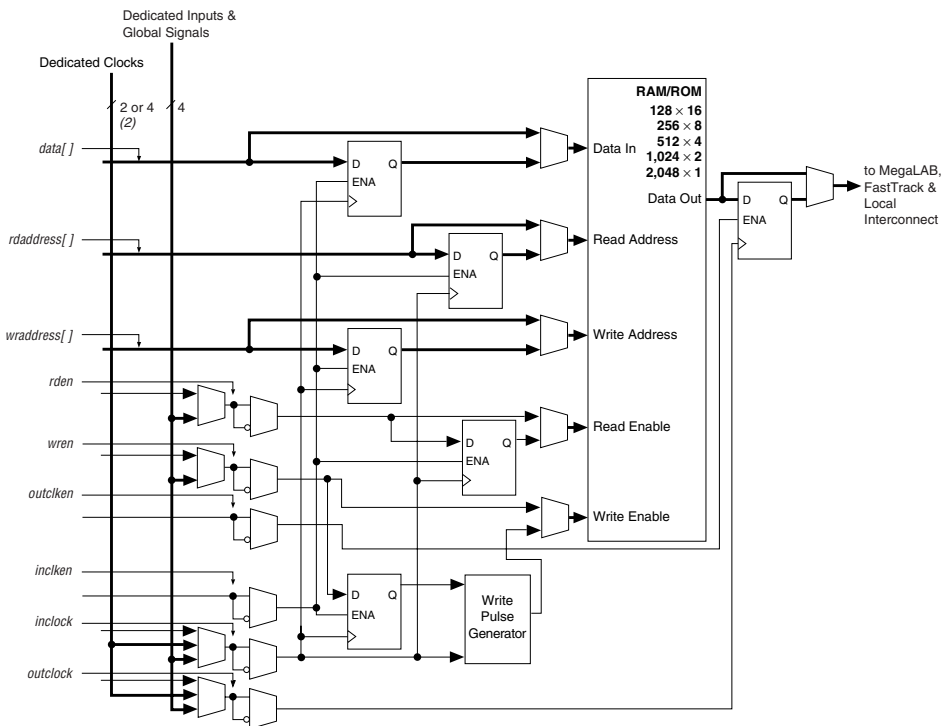 Dedicated Inputs &
Global Signals
Dedicated Clocks
2 or 4
(2)
4
data[ ]
rdaddress[ ]
wraddress[ ]
rden
wren
outclken
inclken
inclock
outclock
D Q
ENA
D Q
ENA
D Q
ENA
D Q
ENA
D Q
ENA
Write
Pulse
Generator
RAM/ROM
128 × 16
256 × 8
512 × 4
1,024 × 2
2,048 × 1
Data In
Data Out
Read Address
Write Address
Read Enable
Write Enable
D Q
ENA
to MegaLAB,
FastTrack &
Local
Interconnect